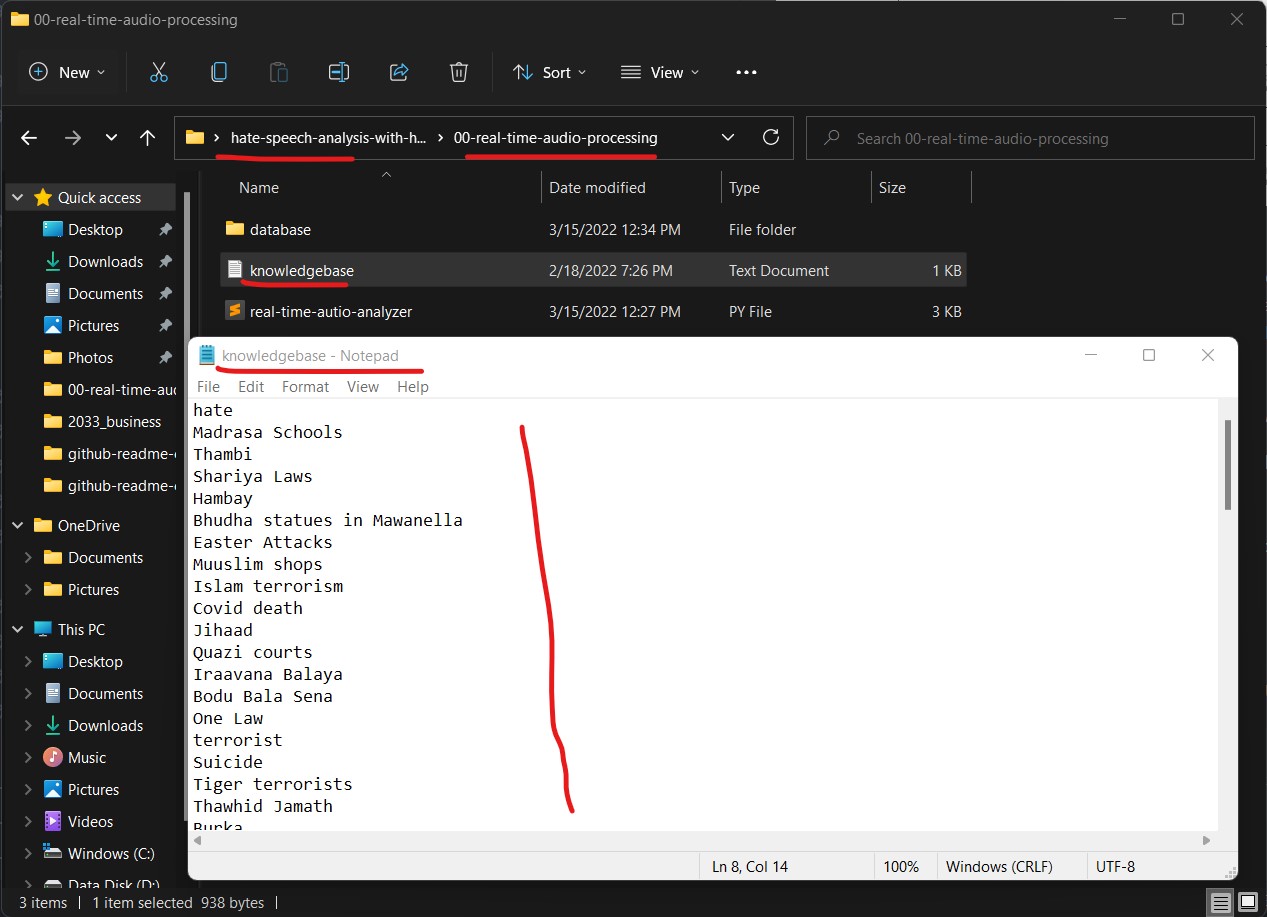 00-real-time-audio-processing
New
Sort
View
hate-speech-analysis-with-h... > 00-real-time-audio-processing
Search 00-real-time-audio-processing
Name Date modified Type Size
Quick access
Desktop
Downloads
Documents
Pictures
Photos
00-real-time-aud
2033_business
github-readme-
github-readme-
OneDrive
Documents
Pictures
This PC
Desktop
Documents
Downloads
Music
Pictures
Videos
Windows (C:)
Data Disk (D:)
database 3/15/2022 12:34 PM File folder
knowledgebase 2/18/2022 7:26 PM Text Document 1 KB
real-time-autio-analyzer 3/15/2022 12:27 PM PY File 3 KB
knowledgebase - Notepad
File Edit Format View Help
hate
Madrasa Schools
Thambi
Shariya Laws
Hambay
Bhudha statues in Mawanella
Easter Attacks
Muuslim shops
Islam terrorism
Covid death
Jihaad
Quazi courts
Iraavana Balaya
Bodu Bala Sena
One Law
terrorist
Suicide
Tiger terrorists
Thawhid Jamath
Burka
Ln 8, Col 14 100% Windows (CRLF) UTF-8
3 items 1 item selected 938 bytes